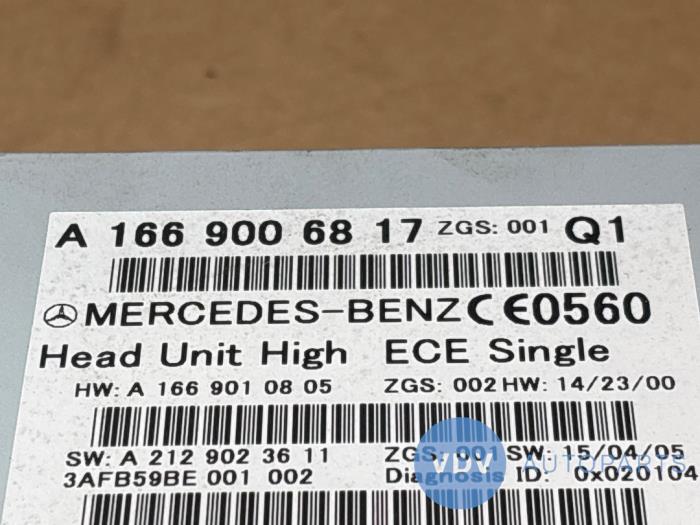 A 166 900 68 17 ZGS: 001 Q1
MERCEDES-BENZ CE0560
Head Unit High ECE Single
HW: A 166 901 08 05 ZGS: 002 HW: 14/23/00
SW: A 212 902 36 11 ZGS: 001 SW: 15/04/05
3AFB59BE 001 002 Diagnosis ID: 0x020104
VDV AUTOPARTS